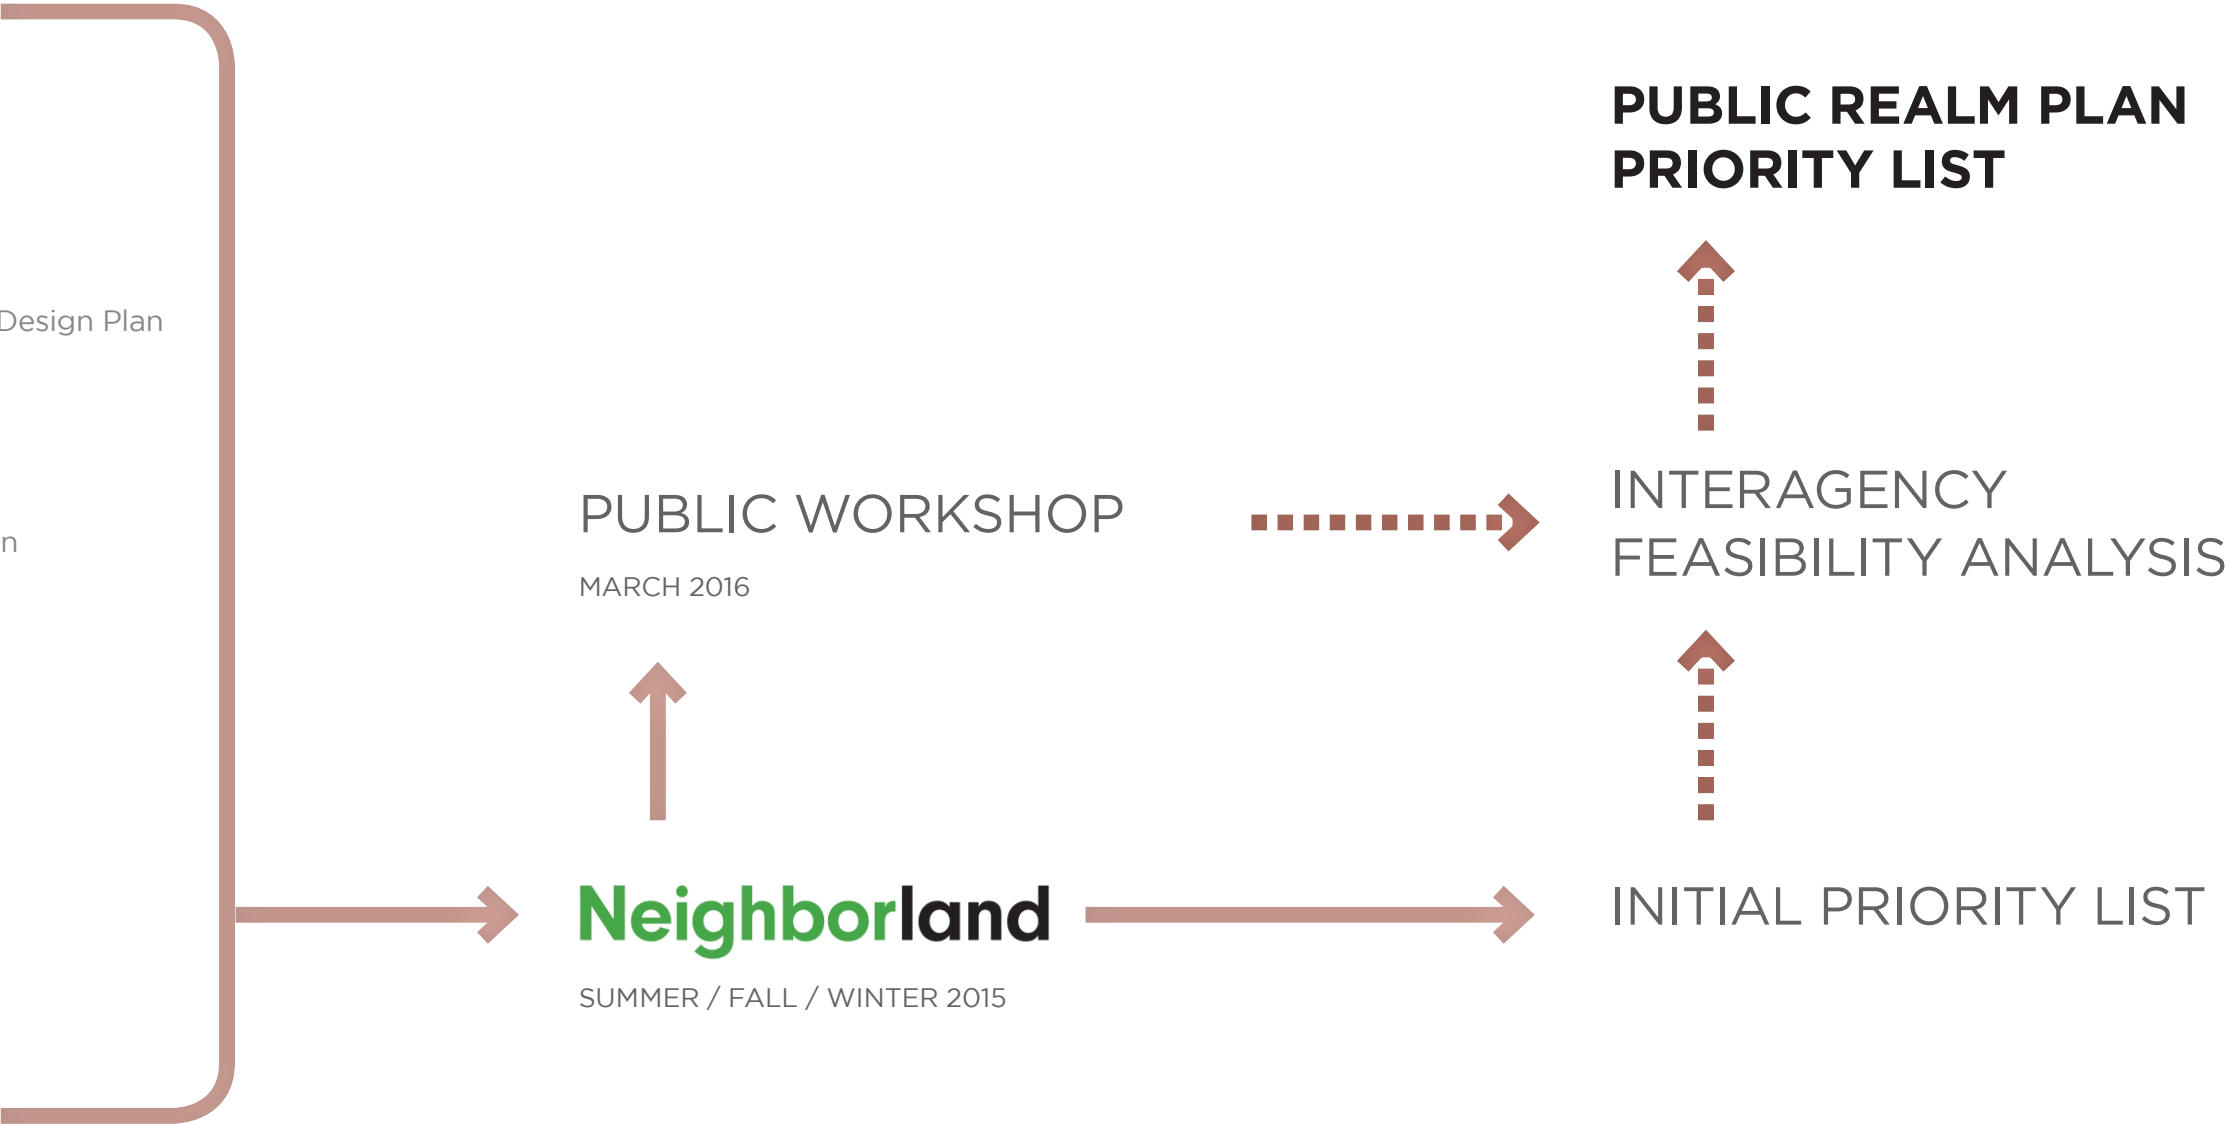 PUBLIC REALM PLAN
PRIORITY LIST
Design Plan
n
PUBLIC WORKSHOP
MARCH 2016
INTERAGENCY
FEASIBILITY ANALYSIS
Neighborland
SUMMER / FALL / WINTER 2015
INITIAL PRIORITY LIST